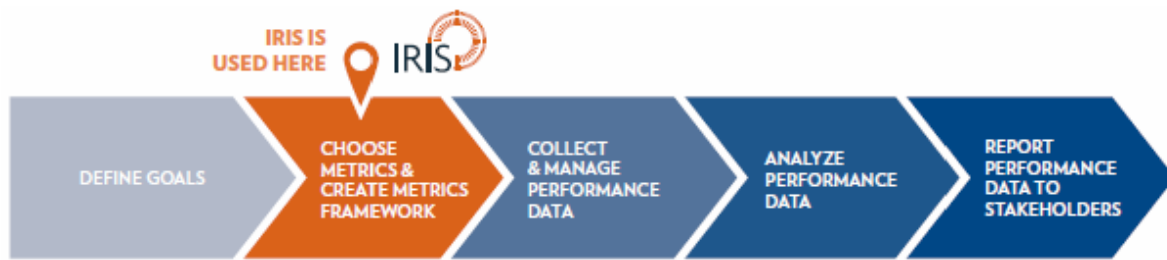 IRIS IS
USED HERE
IRIS
DEFINE GOALS
CHOOSE
METRICS &
CREATE METRICS
FRAMEWORK
COLLECT
& MANAGE
PERFORMANCE
DATA
ANALYZE
PERFORMANCE
DATA
REPORT
PERFORMANCE
DATA TO
STAKEHOLDERS